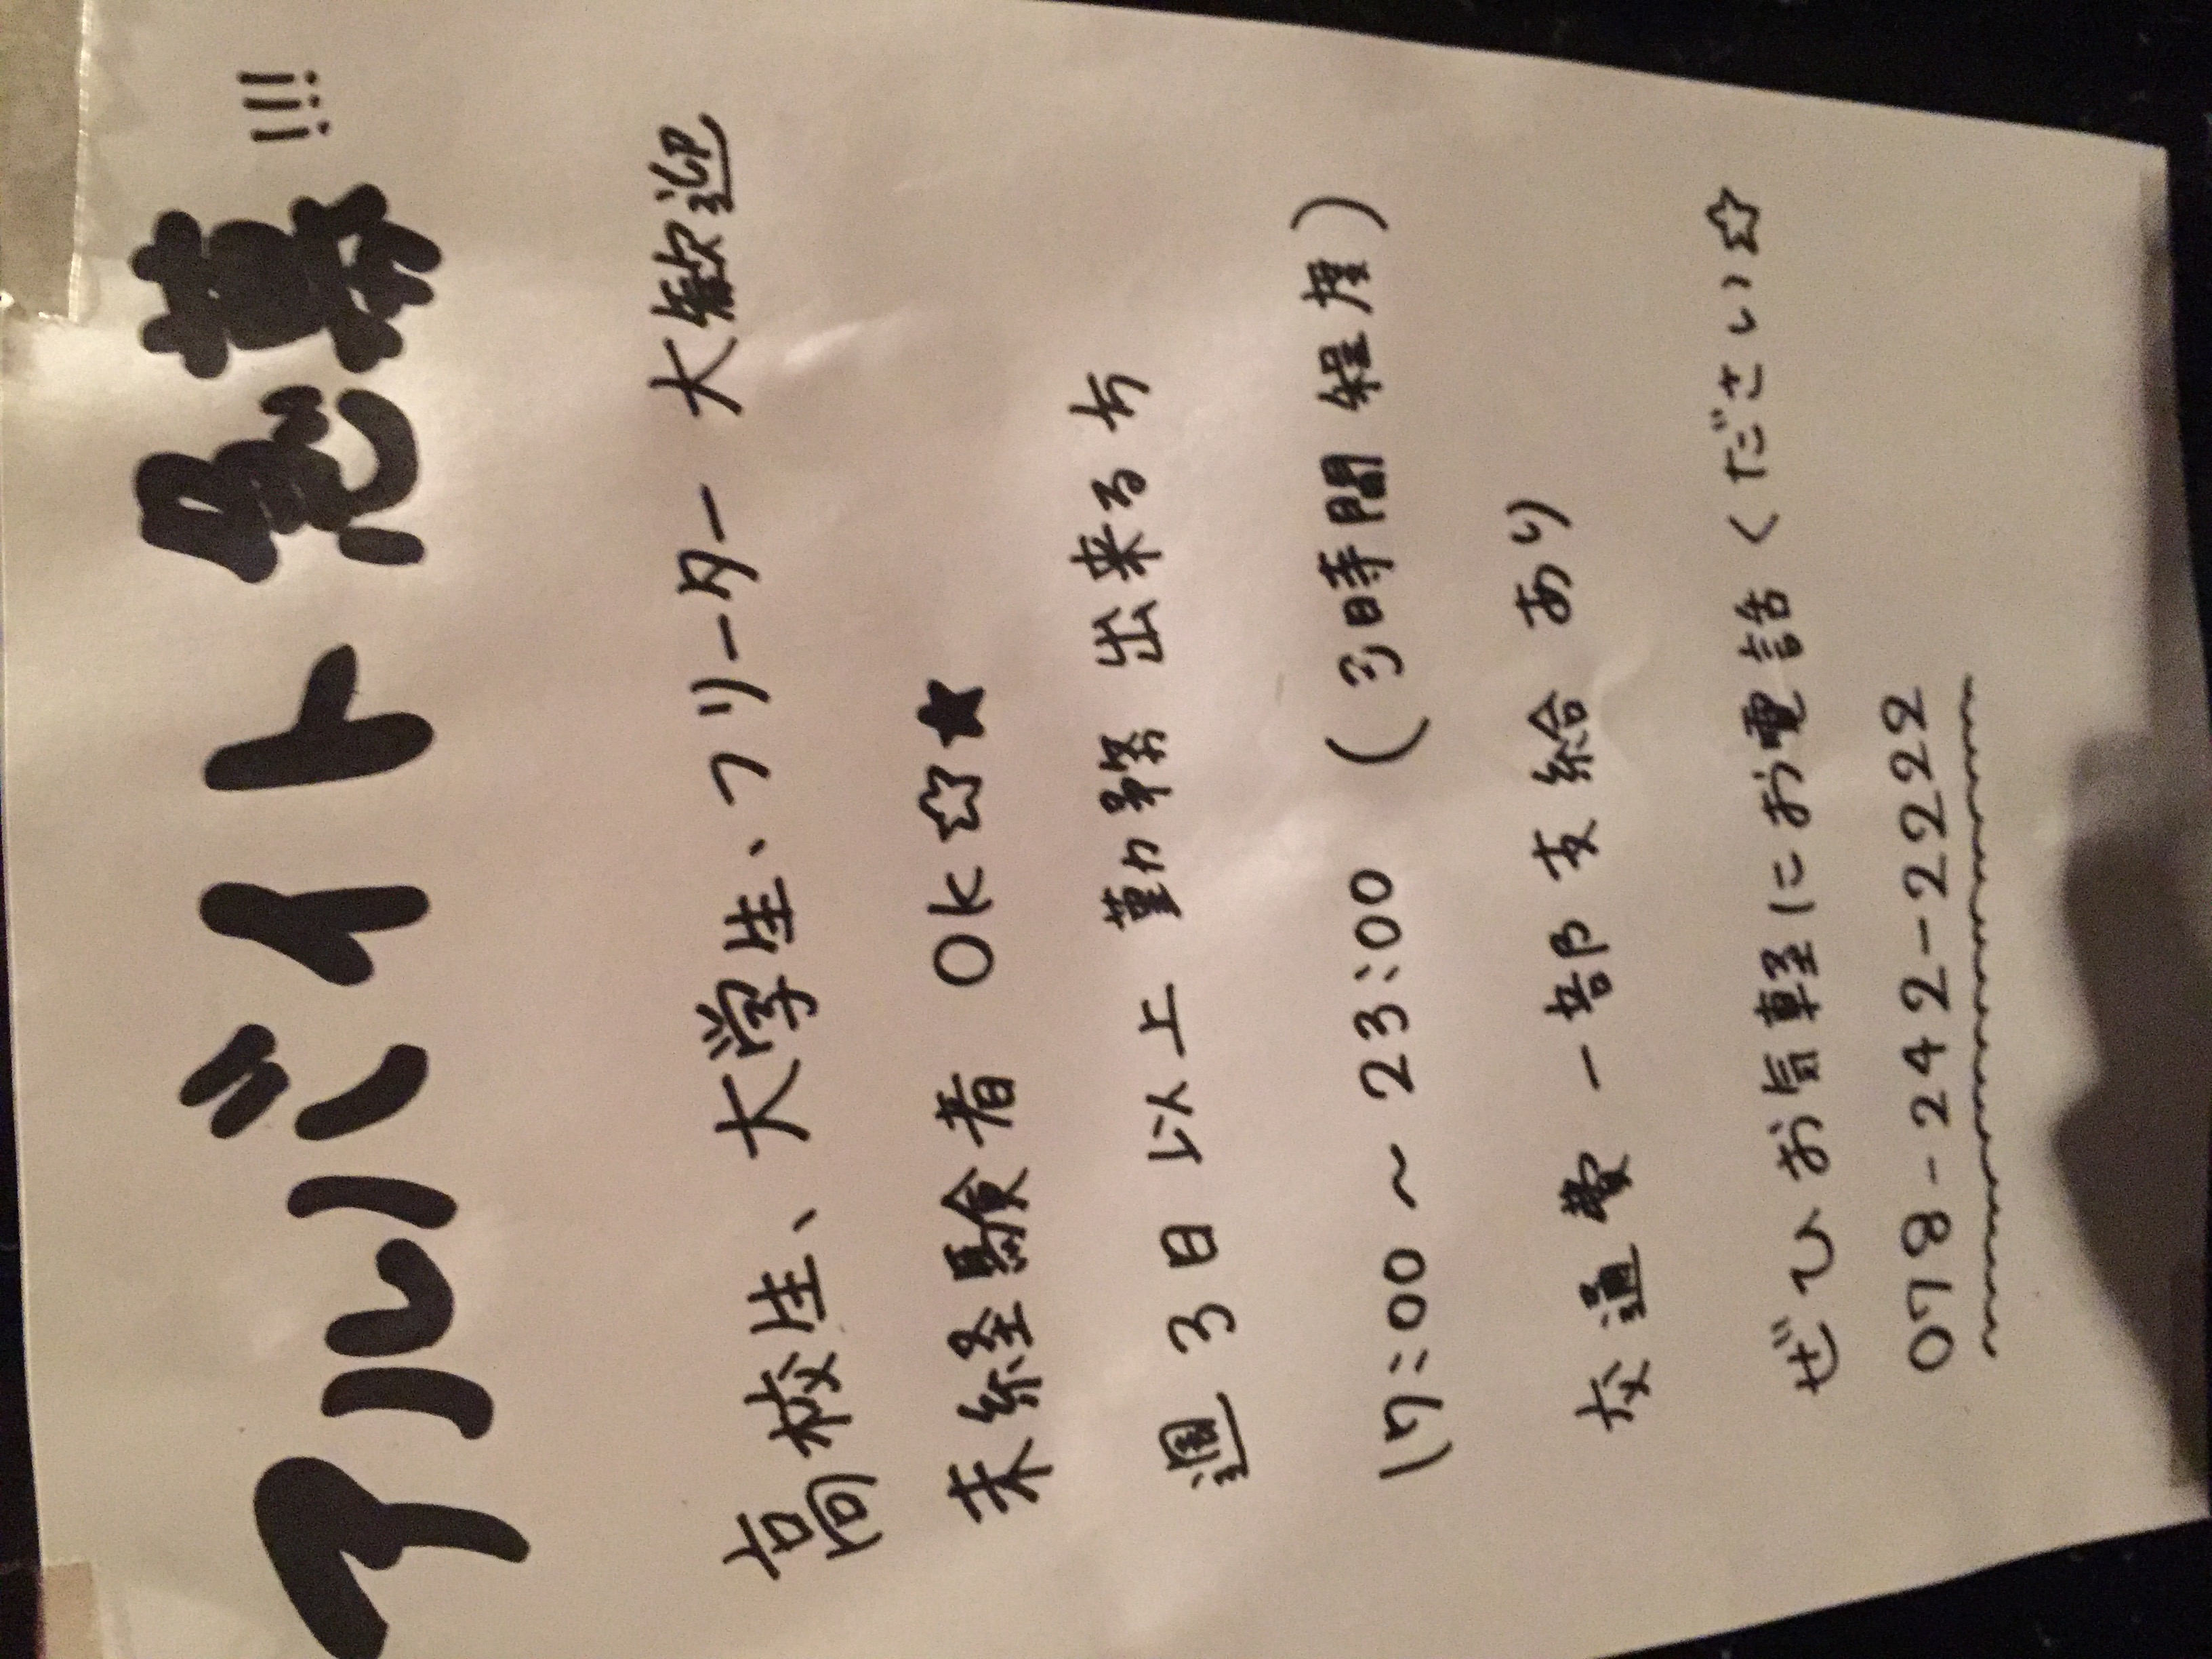 アルバイト急募!!!
高校生、大学生、フリーター 大歓迎
未経験者 OK☆★
週3日以上 勤務 出来る方
17:00～23:00 (3時間 程度)
交通費 一部 支給 あり
ぜひお気軽にお電話ください☆
078-242-2222